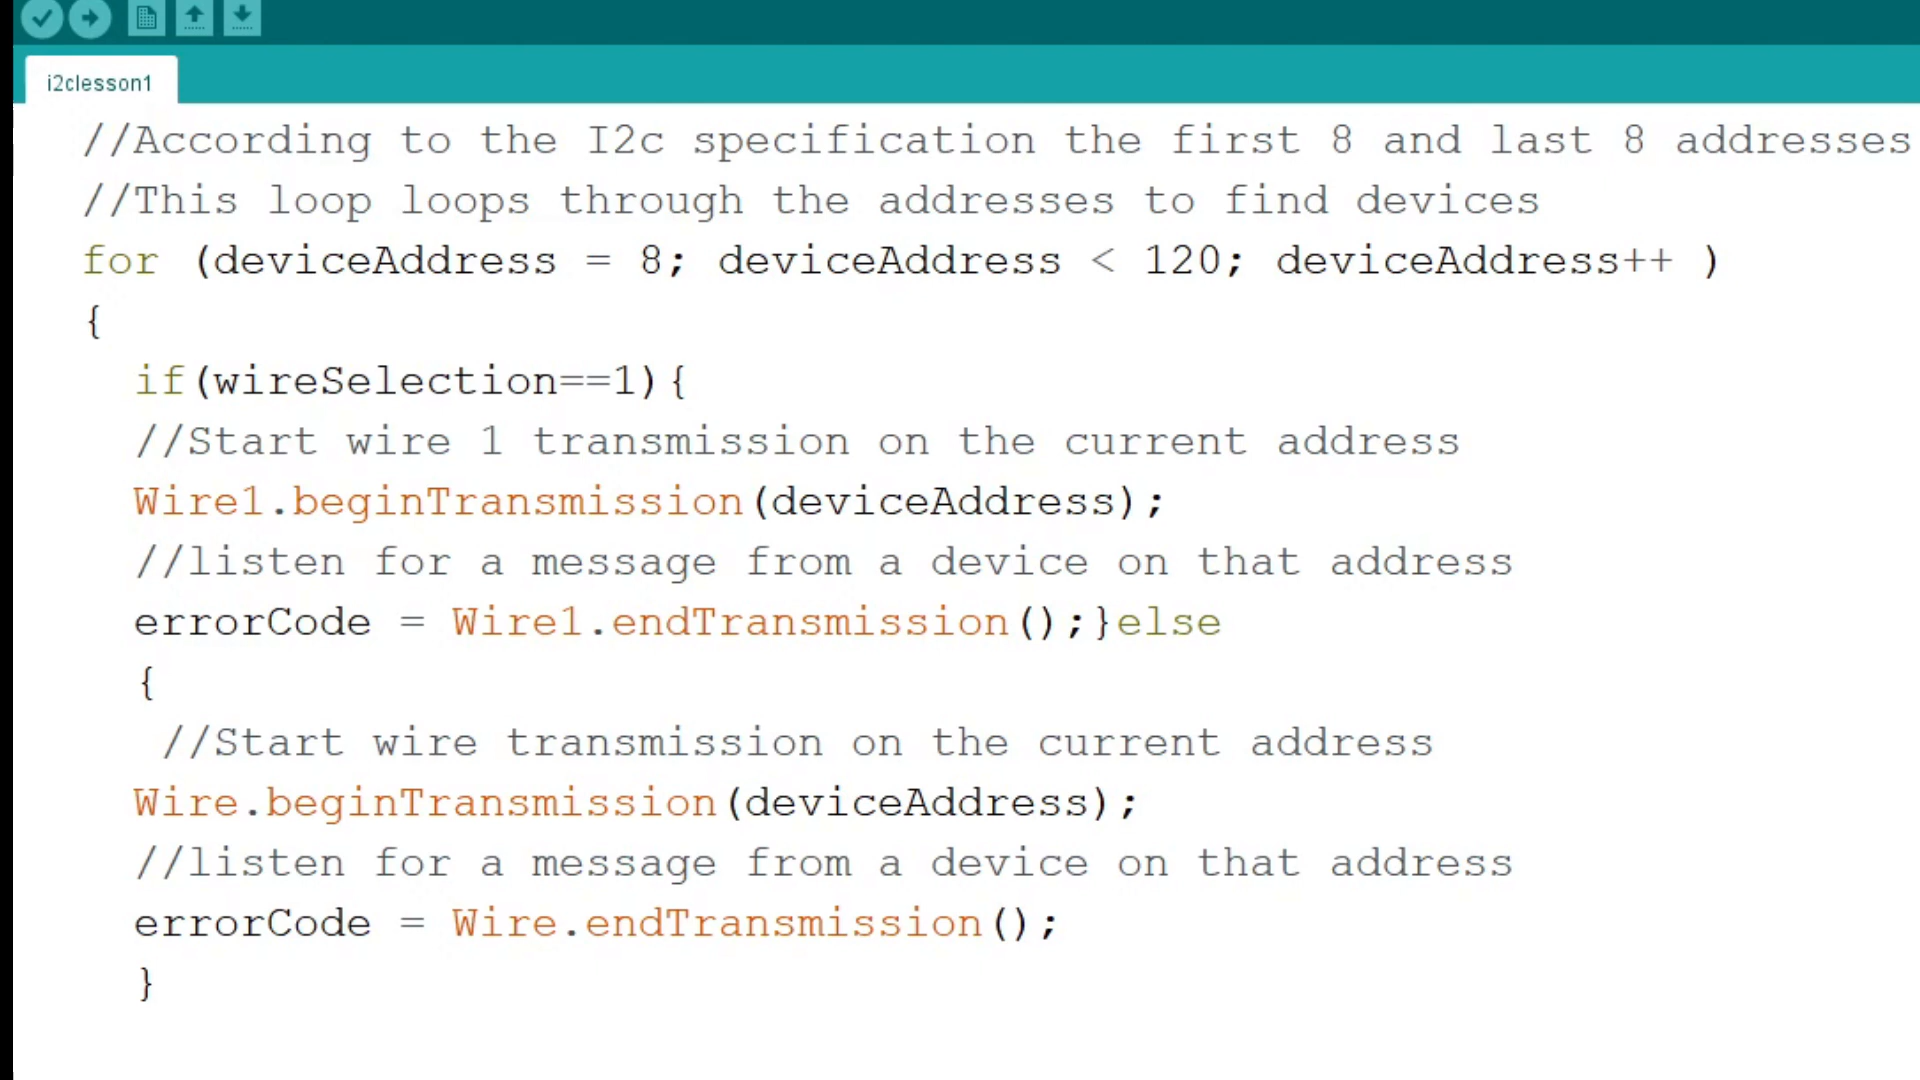 i2clesson1
//According to the I2c specification the first 8 and last 8 addresses
//This loop loops through the addresses to find devices
for (deviceAddress = 8; deviceAddress < 120; deviceAddress++ )
{
if(wireSelection==1){
//Start wire 1 transmission on the current address
Wire1.beginTransmission(deviceAddress);
//listen for a message from a device on that address
errorCode = Wire1.endTransmission();}else
{
//Start wire transmission on the current address
Wire.beginTransmission(deviceAddress);
//listen for a message from a device on that address
errorCode = Wire.endTransmission();
}